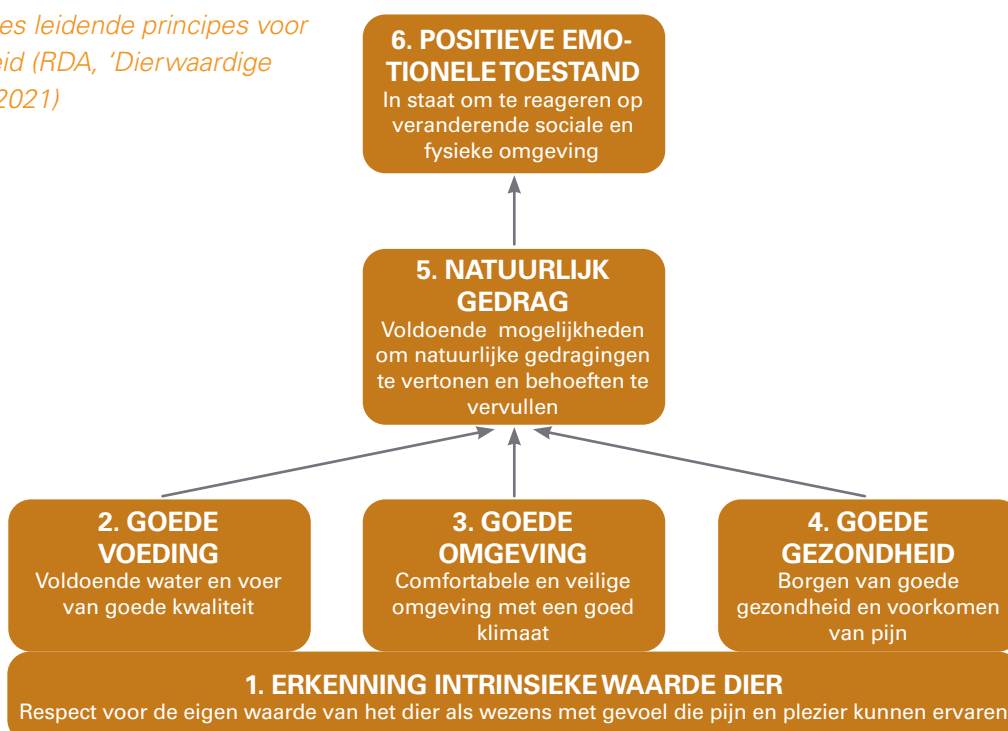 es leidende principes voor
eid (RDA, ‘Dierwaardige
2021)
6. POSITIEVE EMO-
TIONELE TOESTAND
In staat om te reageren op
veranderende sociale en
fysieke omgeving
5. NATUURLIJK
GEDRAG
Voldoende mogelijkheden
om natuurlijke gedragingen
te vertonen en behoeften te
vervullen
2. GOEDE
VOEDING
Voldoende water en voer
van goede kwaliteit
3. GOEDE
OMGEVING
Comfortabele en veilige
omgeving met een goed
klimaat
4. GOEDE
GEZONDHEID
Borgen van goede
gezondheid en voorkomen
van pijn
1. ERKENNING INTRINSIEKE WAARDE DIER
Respect voor de eigen waarde van het dier als wezens met gevoel die pijn en plezier kunnen ervaren